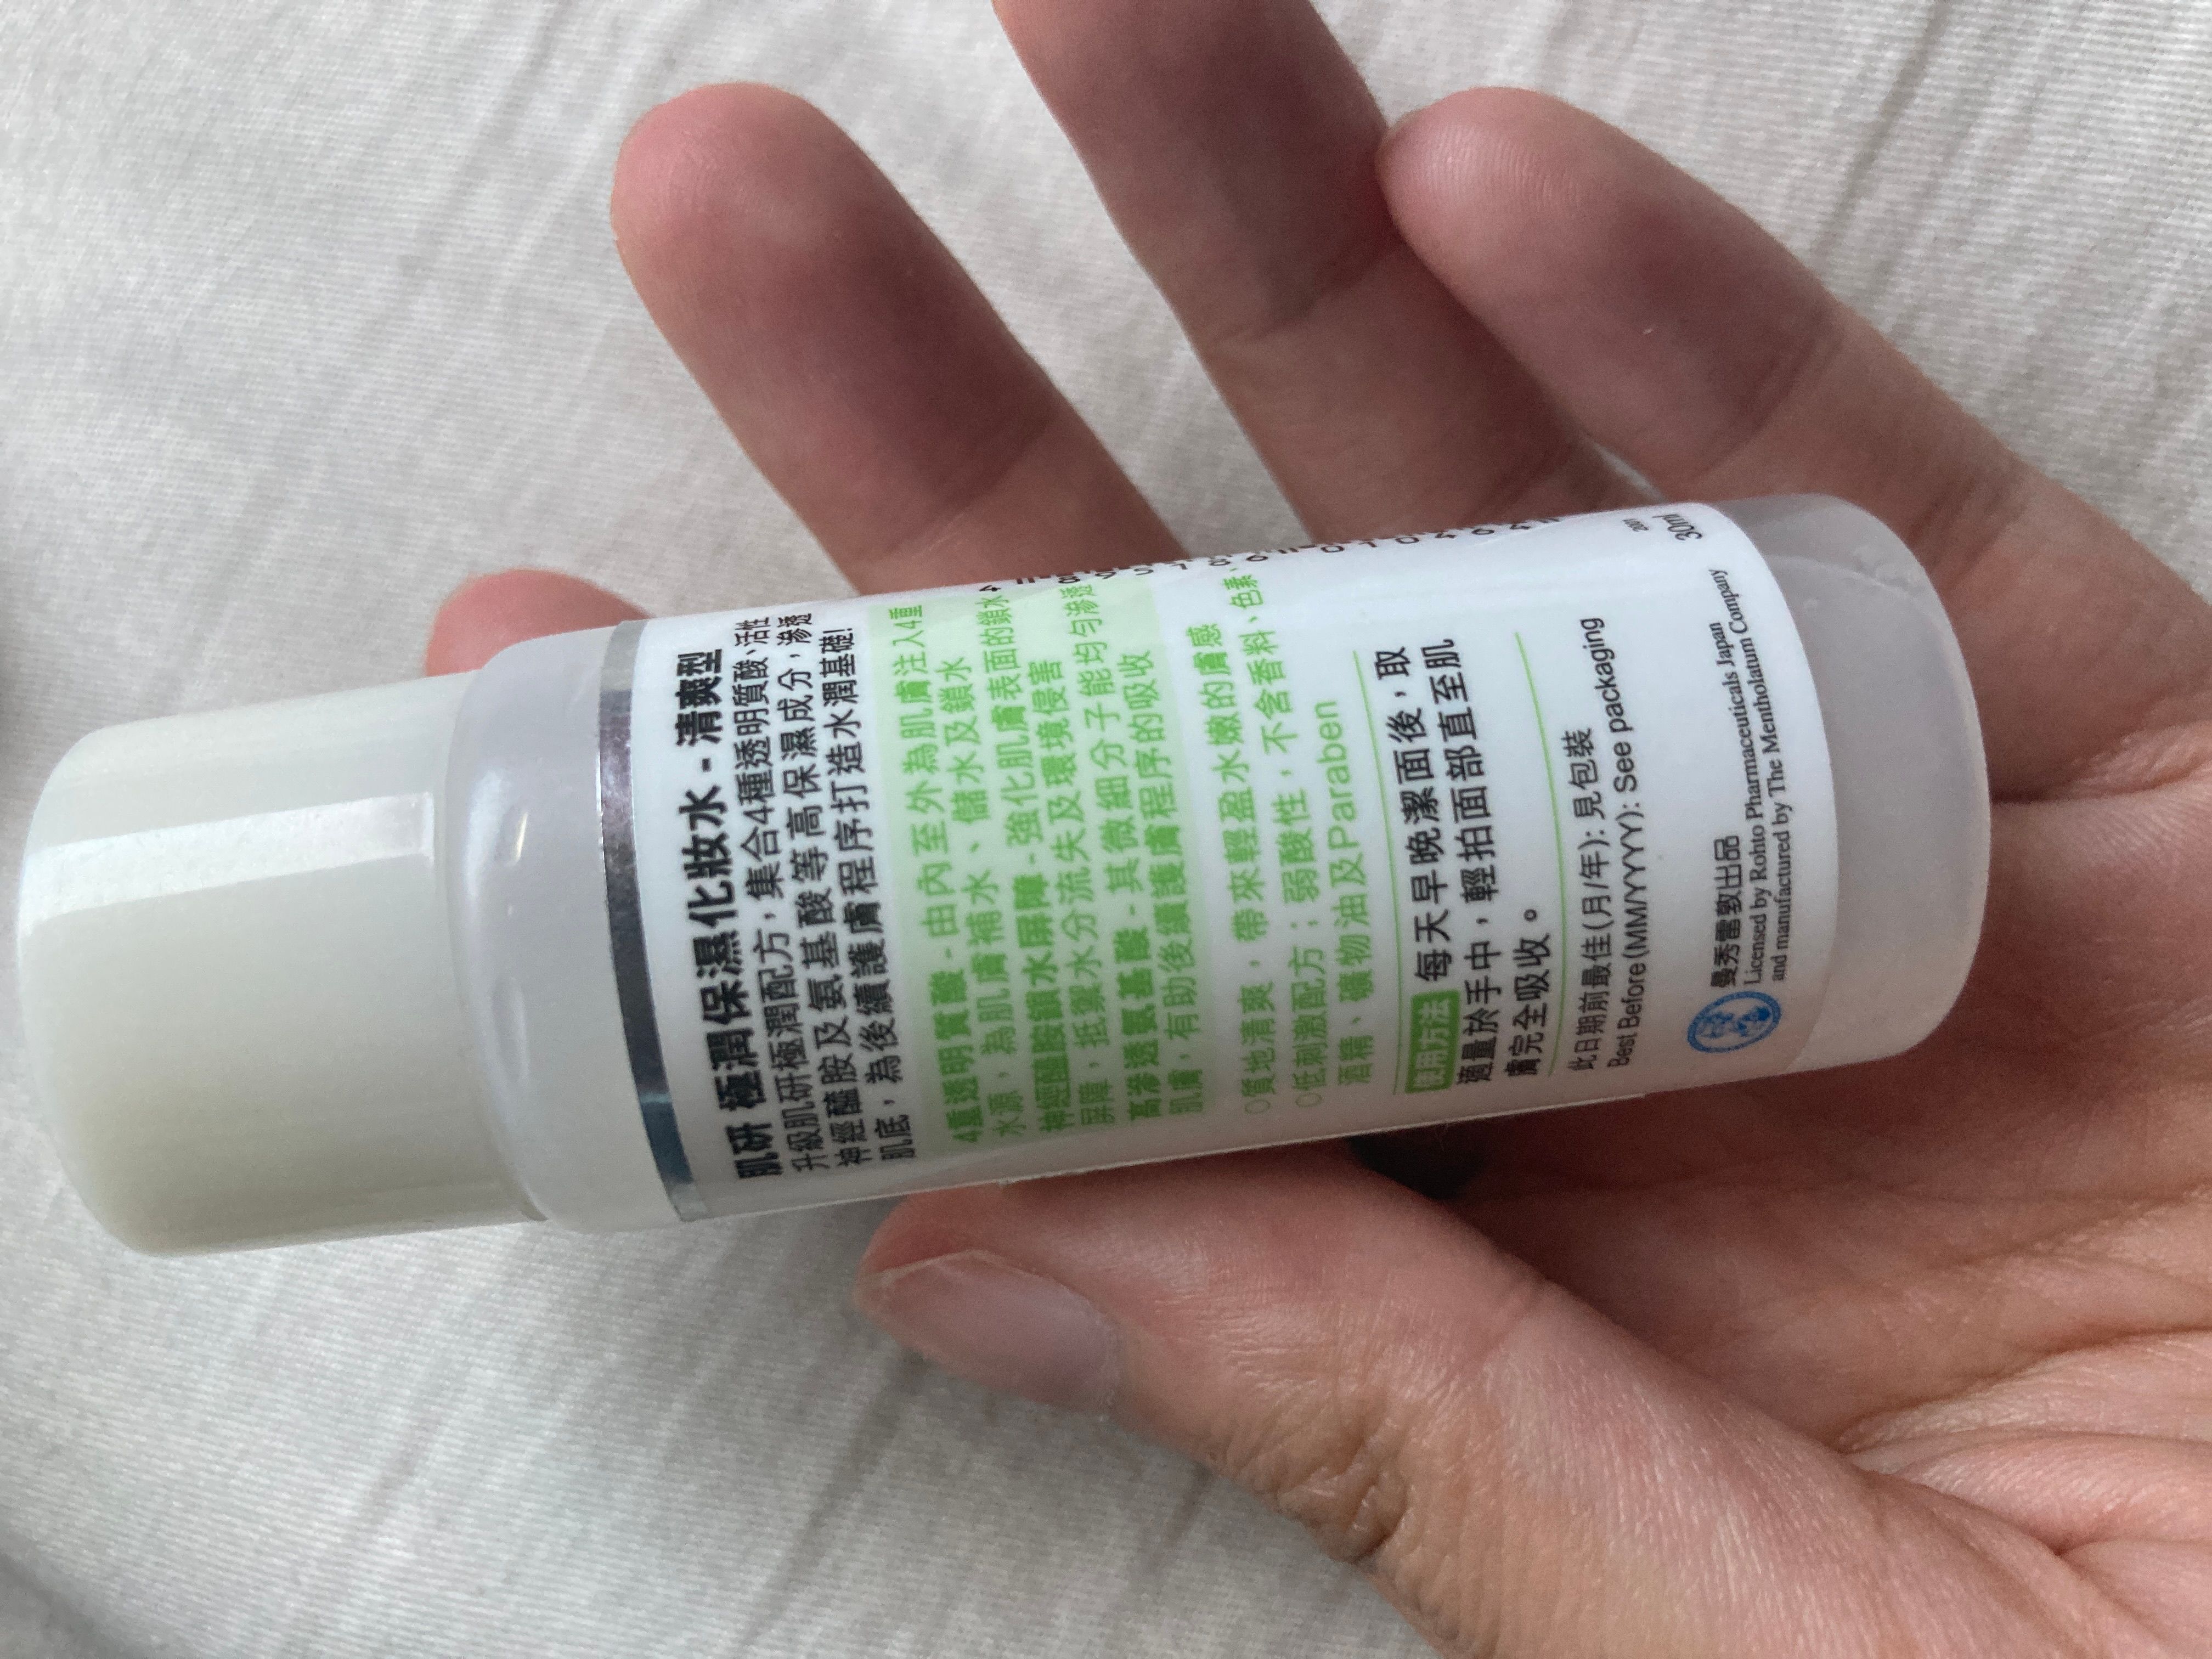 肌研 極潤保濕化妝水 - 清爽型
升級肌研極潤配方，集合4種透明質酸、活性
神經醯胺及氨基酸等高保濕成分，滲透
肌底，為後續護膚程序打造水潤基礎!
4重透明質酸 - 由內至外為肌膚注入4重
水源，為肌膚補水、儲水及鎖水
神經醯胺鎖水屏障 - 強化肌膚表面的鎖水
屏障，抵禦水分流失及環境侵害
高滲透氨基酸 - 其微細分子能均勻滲透
肌膚，有助後續護膚程序的吸收
○質地清爽，帶來輕盈水嫩的膚感
○低刺激配方；弱酸性，不含香料、色素、
酒精、礦物油及Paraben
使用方法 每天早晚潔面後，取
適量於手中，輕拍面部直至肌
膚完全吸收。
此日期前最佳(月/年): 見包裝
Best Before (MM/YYYY): See packaging
曼秀雷敦出品
Licensed by Rohto Pharmaceuticals Japan
and manufactured by The Mentholatum Company
30ml